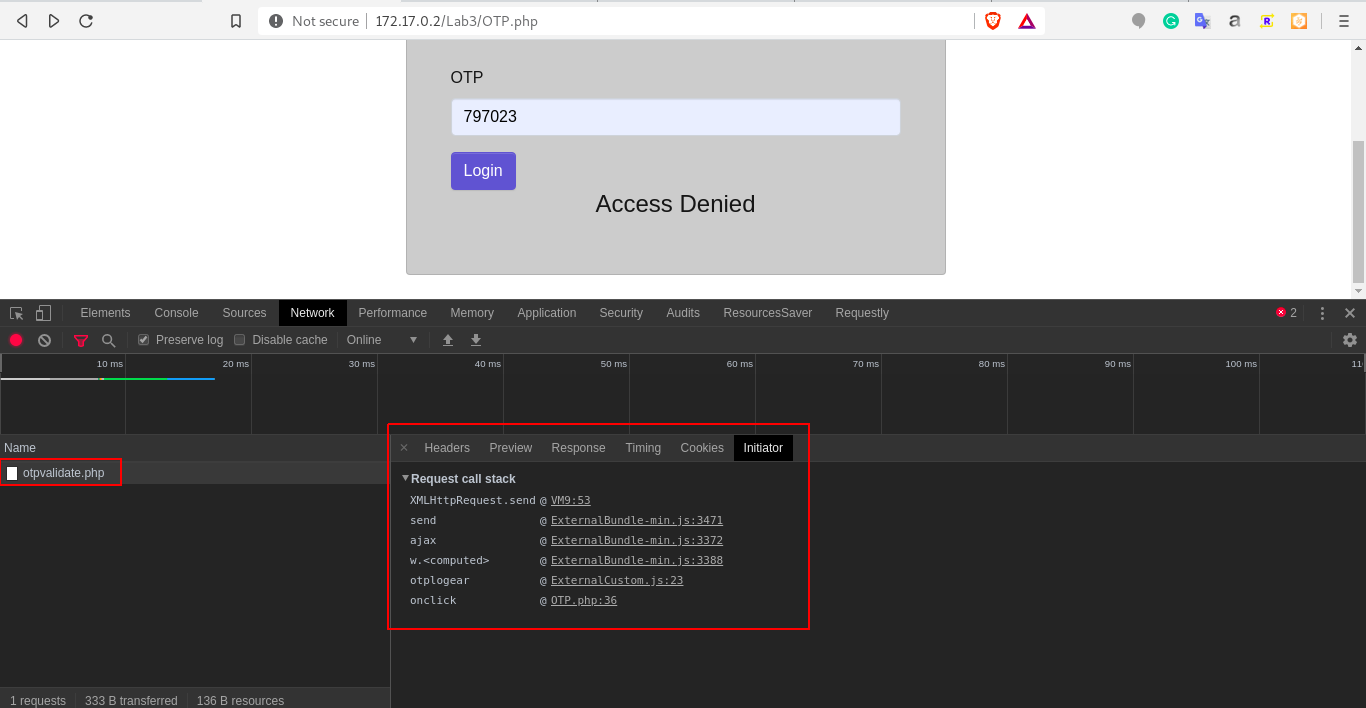 Not secure 172.17.0.2/Lab3/OTP.php
OTP
797023
Login
Access Denied
Elements Console Sources Network Performance Memory Application Security Audits ResourcesSaver Requestly 2
Preserve log Disable cache Online
10 ms 20 ms 30 ms 40 ms 50 ms 60 ms 70 ms 80 ms 90 ms 100 ms 11
Name
otpvalidate.php
Headers Preview Response Timing Cookies Initiator
Request call stack
XMLHttpRequest.send @ VM9:53
send @ ExternalBundle-min.js:3471
ajax @ ExternalBundle-min.js:3372
w.<computed> @ ExternalBundle-min.js:3388
otplogear @ ExternalCustom.js:23
onclick @ OTP.php:36
1 requests 333 B transferred 136 B resources